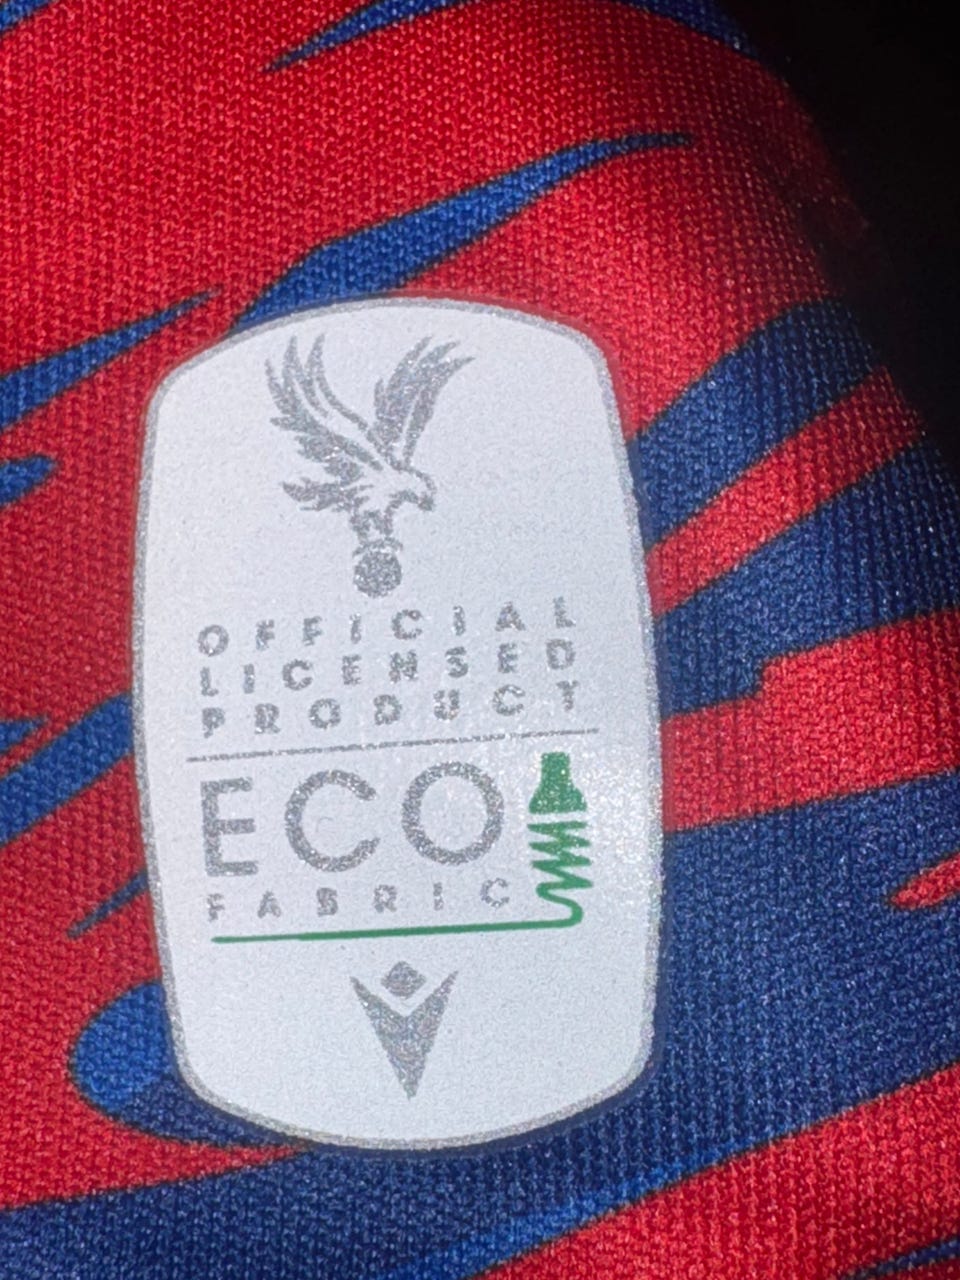 OFFICIAL
LICENSED
PRODUCT
ECO
FABRIC